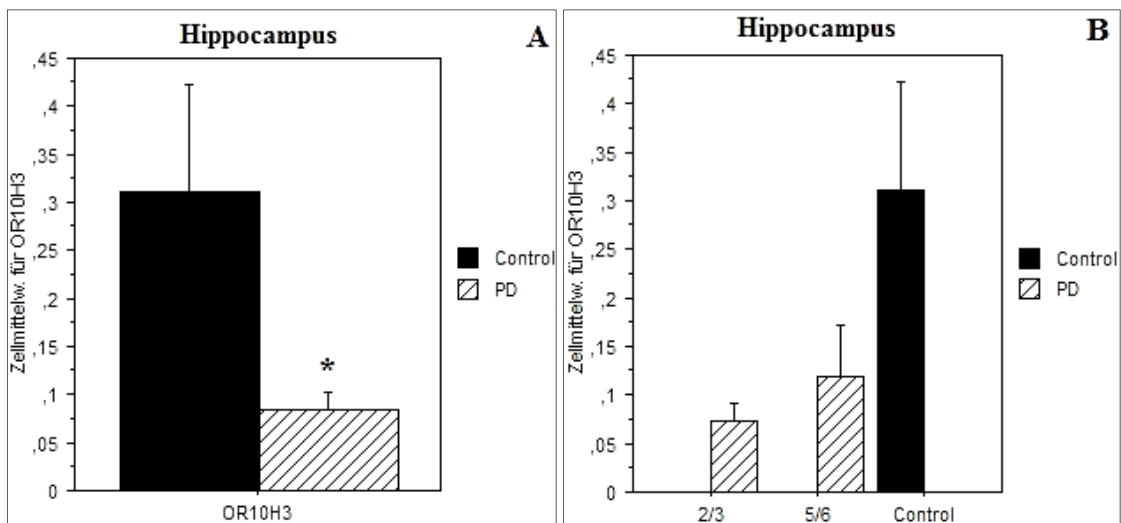 Hippocampus
A
Zellmittelw. für OR10H3
,45
,4
,35
,3
,25
,2
,15
,1
,05
0
*
OR10H3
Control
PD
Hippocampus
B
Zellmittelw. für OR10H3
,45
,4
,35
,3
,25
,2
,15
,1
,05
0
2/3
5/6
Control
Control
PD